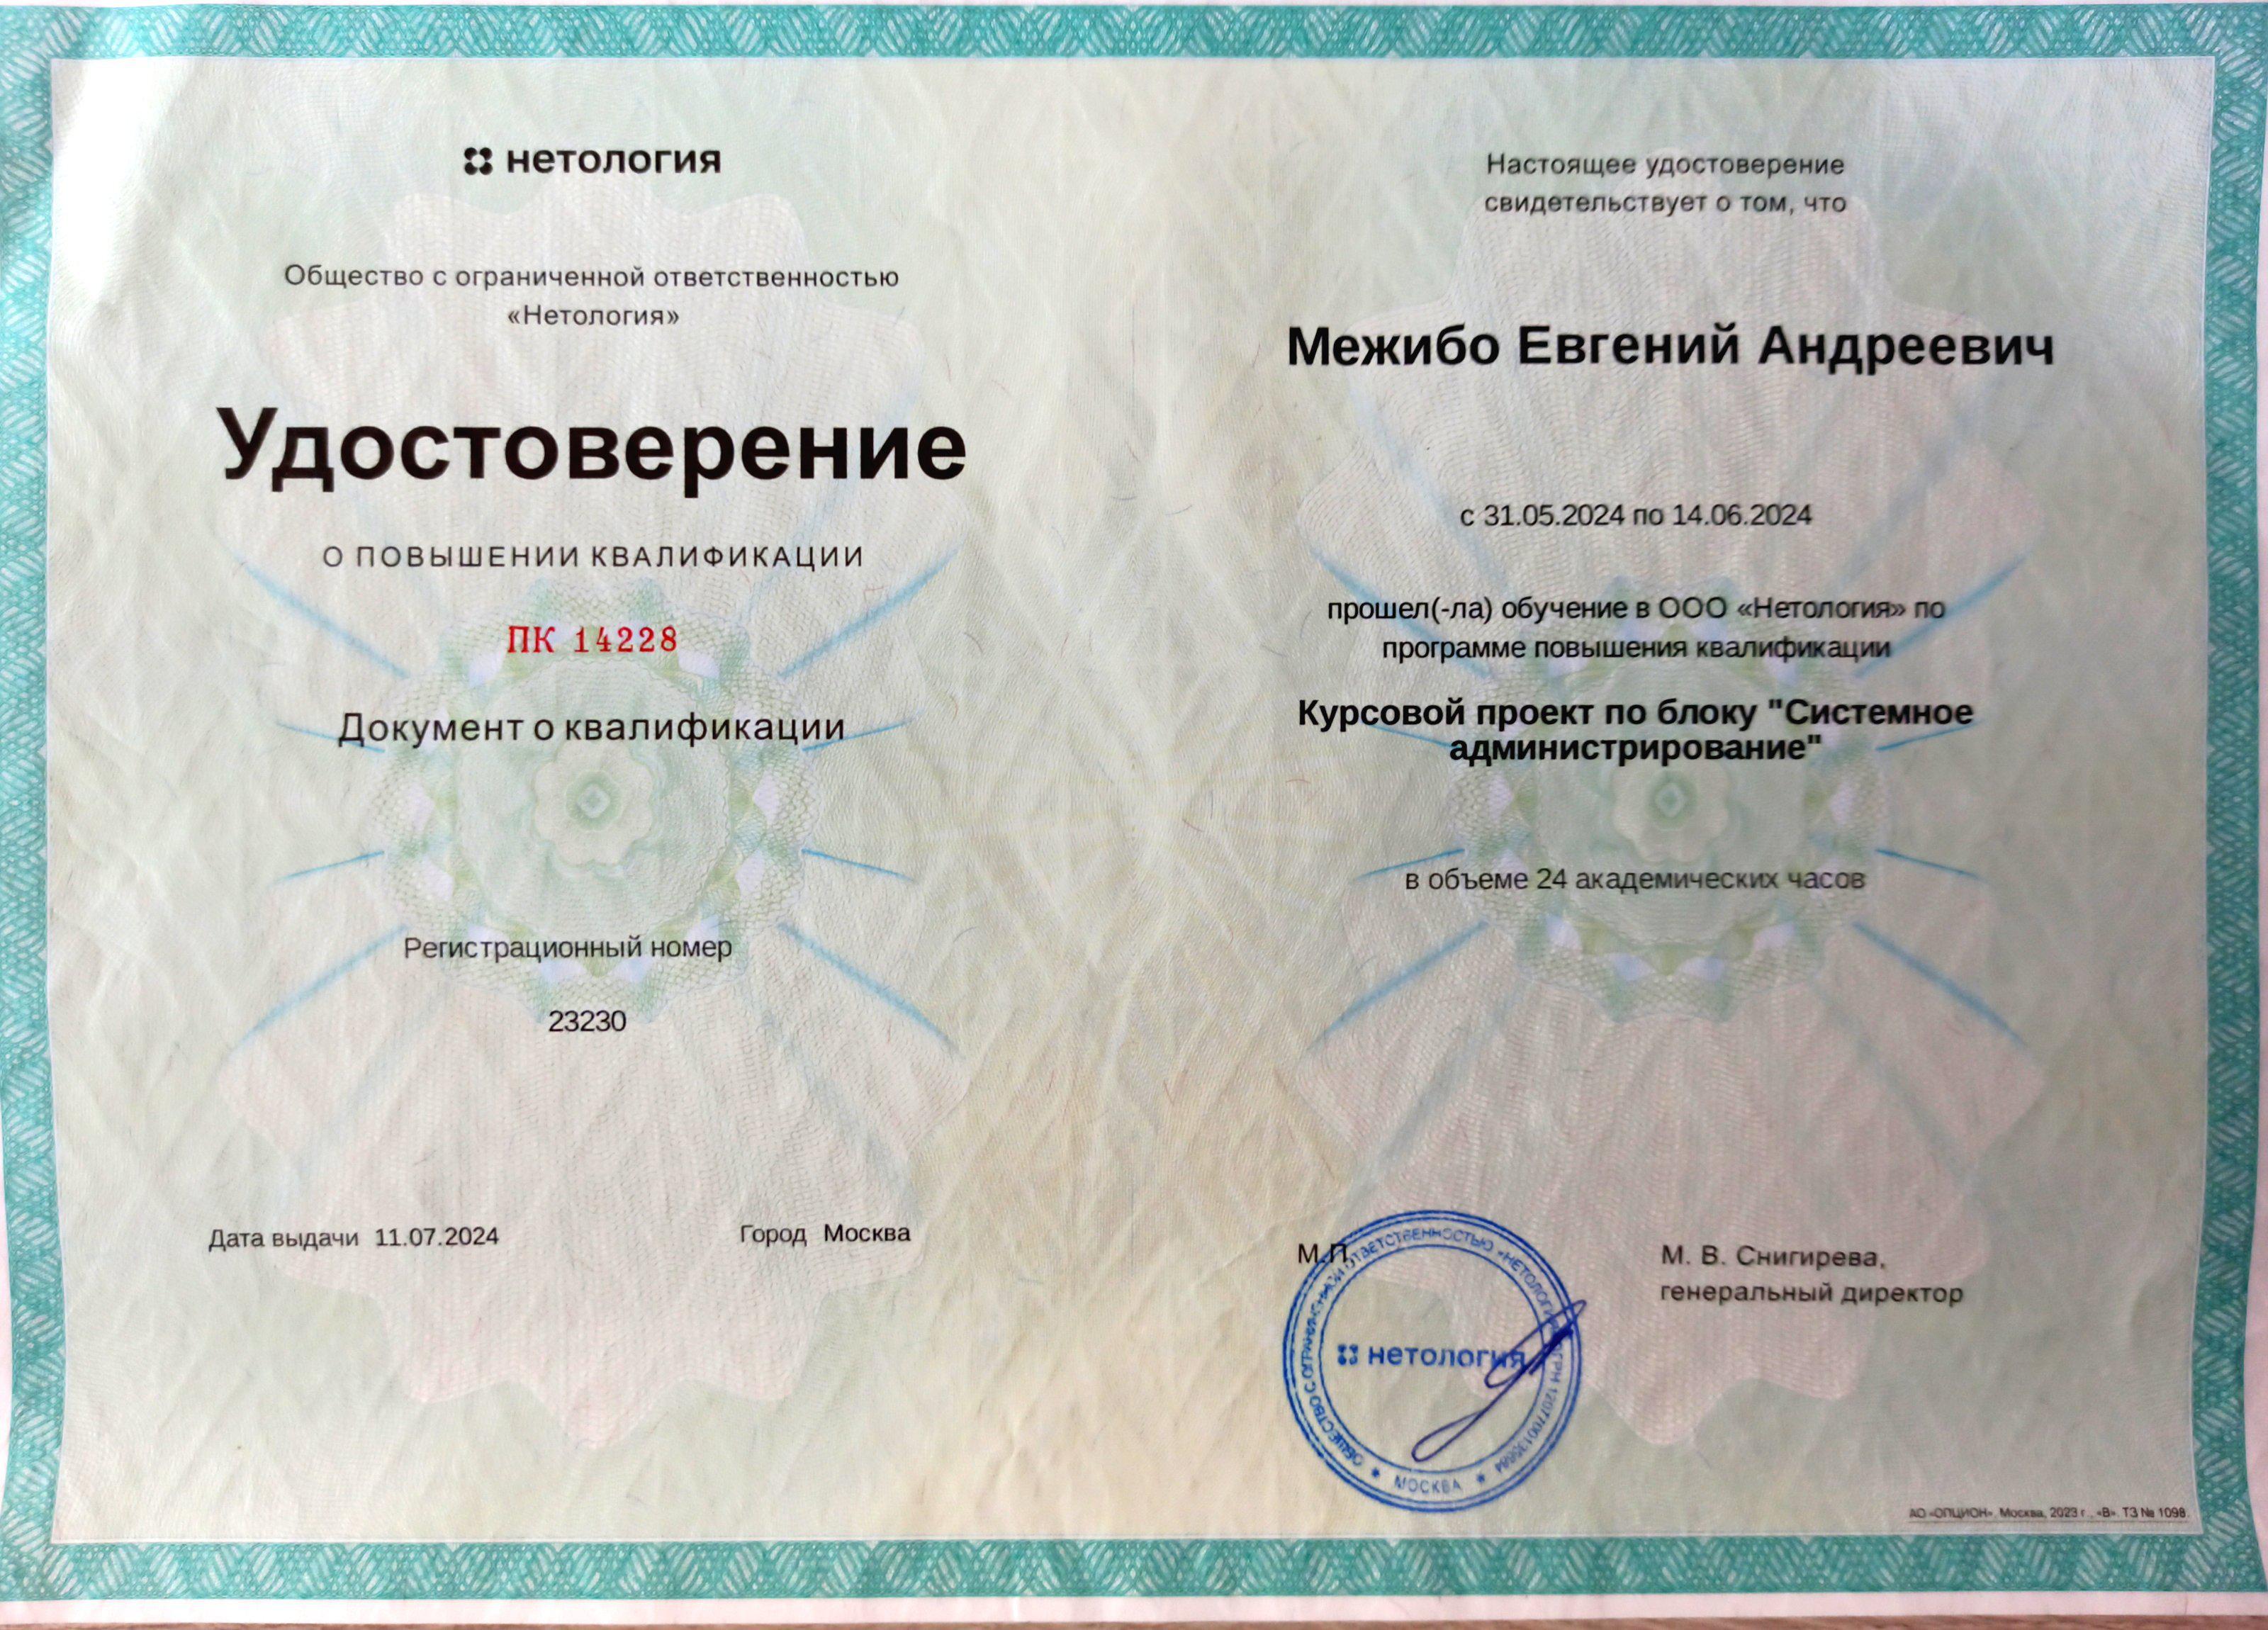 нетология
Общество с ограниченной ответственностью
«Нетология»
Удостоверение
О ПОВЫШЕНИИ КВАЛИФИКАЦИИ
ПК 14228
Документ о квалификации
Регистрационный номер
23230
Дата выдачи 11.07.2024
Город Москва
Настоящее удостоверение
свидетельствует о том, что
Межибо Евгений Андреевич
с 31.05.2024 по 14.06.2024
прошел(-ла) обучение в ООО «Нетология» по
программе повышения квалификации
Курсовой проект по блоку "Системное
администрирование"
в объеме 24 академических часов
М.П.
ОБЩЕСТВО С ОГРАНИЧЕННОЙ ОТВЕТСТВЕННОСТЬЮ «НЕТОЛОГИЯ» ОГРН
МОСКВА
нетология
М. В. Снигирева,
генеральный директор
АО «ОПЦИОН», Москва, 2023 г., «В». ТЗ № 1098.